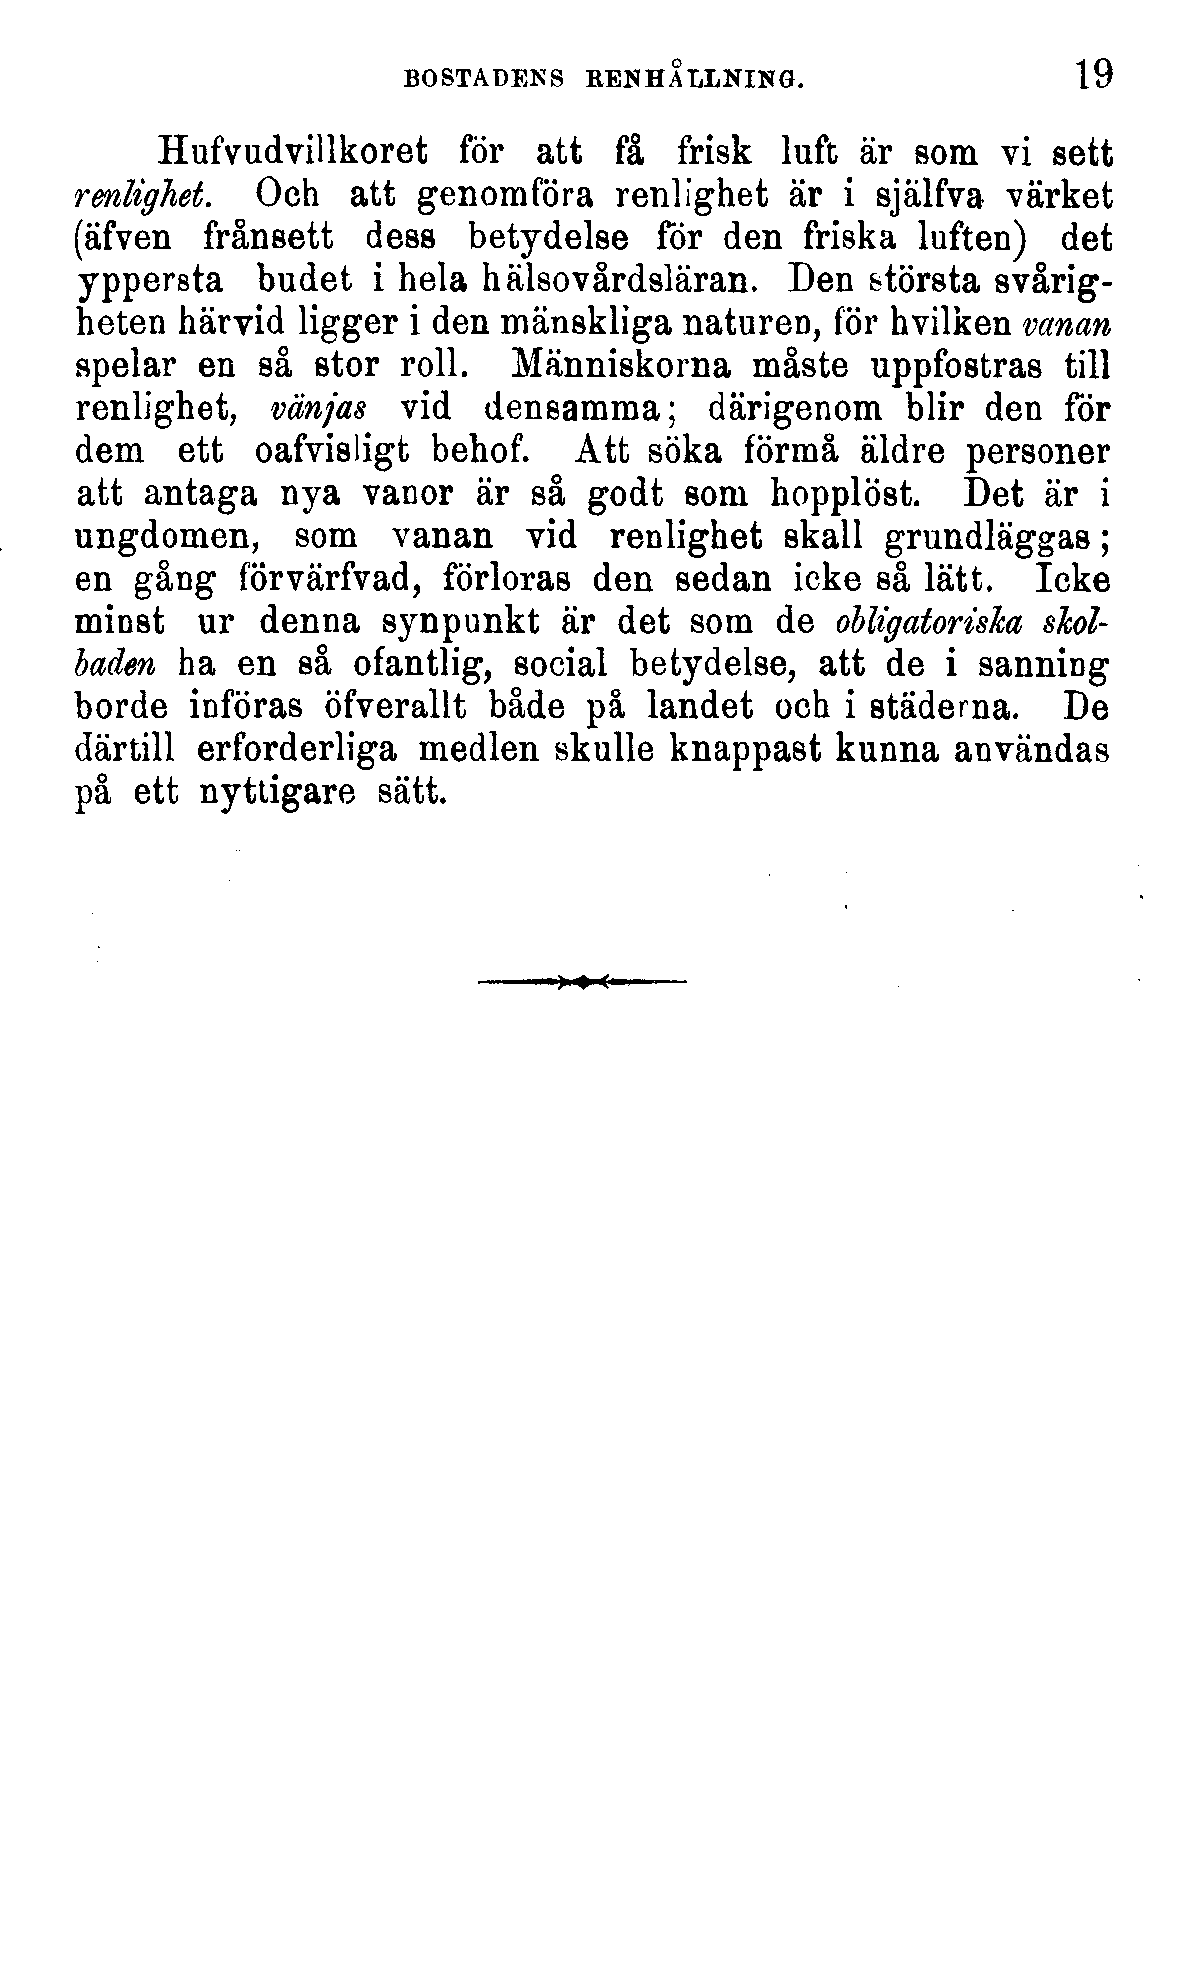 BOSTADENS RENHÅLLNING. 19
Hufvudvillkoret för att få frisk luft är som vi sett
renlighet. Och att genomföra renlighet är i själfva värket
(äfven frånsett dess betydelse för den friska luften) det
yppersta budet i hela hälsovårdsläran. Den största svårig-
heten härvid ligger i den mänskliga naturen, för hvilken vanan
spelar en så stor roll. Människorna måste uppfostras till
renlighet, vänjas vid densamma; därigenom blir den för
dem ett oafvisligt behof. Att söka förmå äldre personer
att antaga nya vanor är så godt som hopplöst. Det är i
ungdomen, som vanan vid renlighet skall grundläggas;
en gång förvärfvad, förloras den sedan icke så lätt. Icke
minst ur denna synpunkt är det som de obligatoriska skol-
baden ha en så ofantlig, social betydelse, att de i sanning
borde införas öfverallt både på landet och i städerna. De
därtill erforderliga medlen skulle knappast kunna användas
på ett nyttigare sätt.